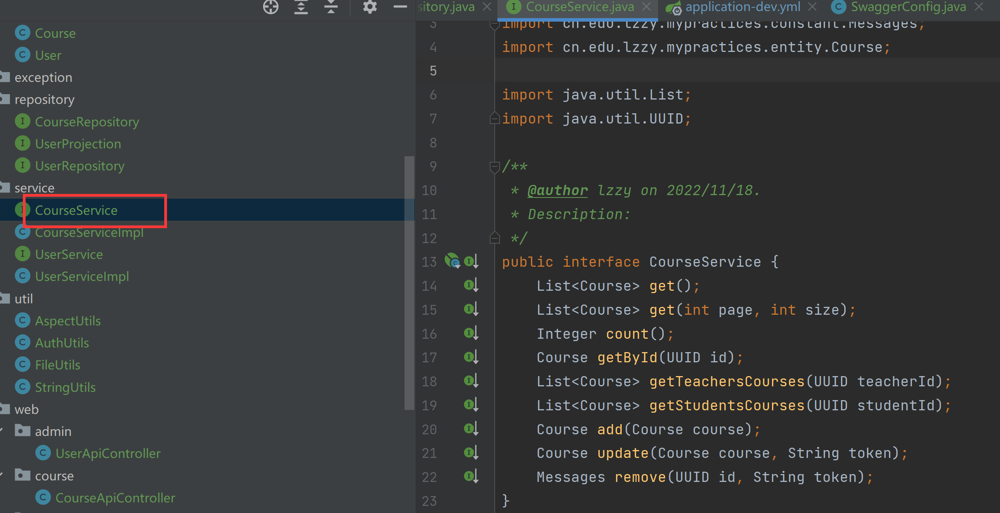 sitory.java
CourseService.java
application-dev.yml
SwaggerConfig.java
Course
User
exception
repository
CourseRepository
UserProjection
UserRepository
service
CourseService
CourseServiceImpl
UserService
UserServiceImpl
util
AspectUtils
AuthUtils
FileUtils
StringUtils
web
admin
UserApiController
course
CourseApiController
3 import cn.edu.lzzy.mypractices.constant.Messages;
4 import cn.edu.lzzy.mypractices.entity.Course;
5
6 import java.util.List;
7 import java.util.UUID;
8
9 /**
10 * @author lzzy on 2022/11/18.
11 * Description:
12 */
13 public interface CourseService {
14 List<Course> get();
15 List<Course> get(int page, int size);
16 Integer count();
17 Course getById(UUID id);
18 List<Course> getTeachersCourses(UUID teacherId);
19 List<Course> getStudentsCourses(UUID studentId);
20 Course add(Course course);
21 Course update(Course course, String token);
22 Messages remove(UUID id, String token);
23 }